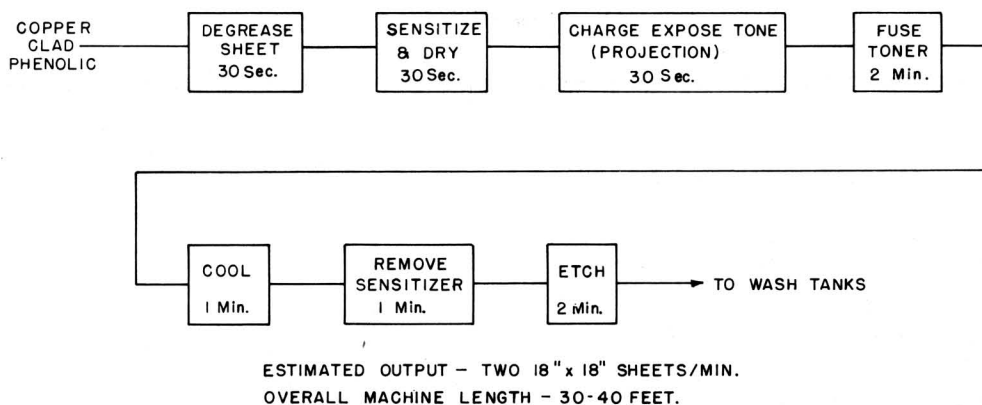 COPPER
CLAD
PHENOLIC
DEGREASE
SHEET
30 Sec.
SENSITIZE
& DRY
30 Sec.
CHARGE EXPOSE TONE
(PROJECTION)
30 Sec.
FUSE
TONER
2 Min.
COOL
1 Min.
REMOVE
SENSITIZER
1 Min.
ETCH
2 Min.
TO WASH TANKS
ESTIMATED OUTPUT – TWO 18" x 18" SHEETS/MIN.
OVERALL MACHINE LENGTH – 30-40 FEET.